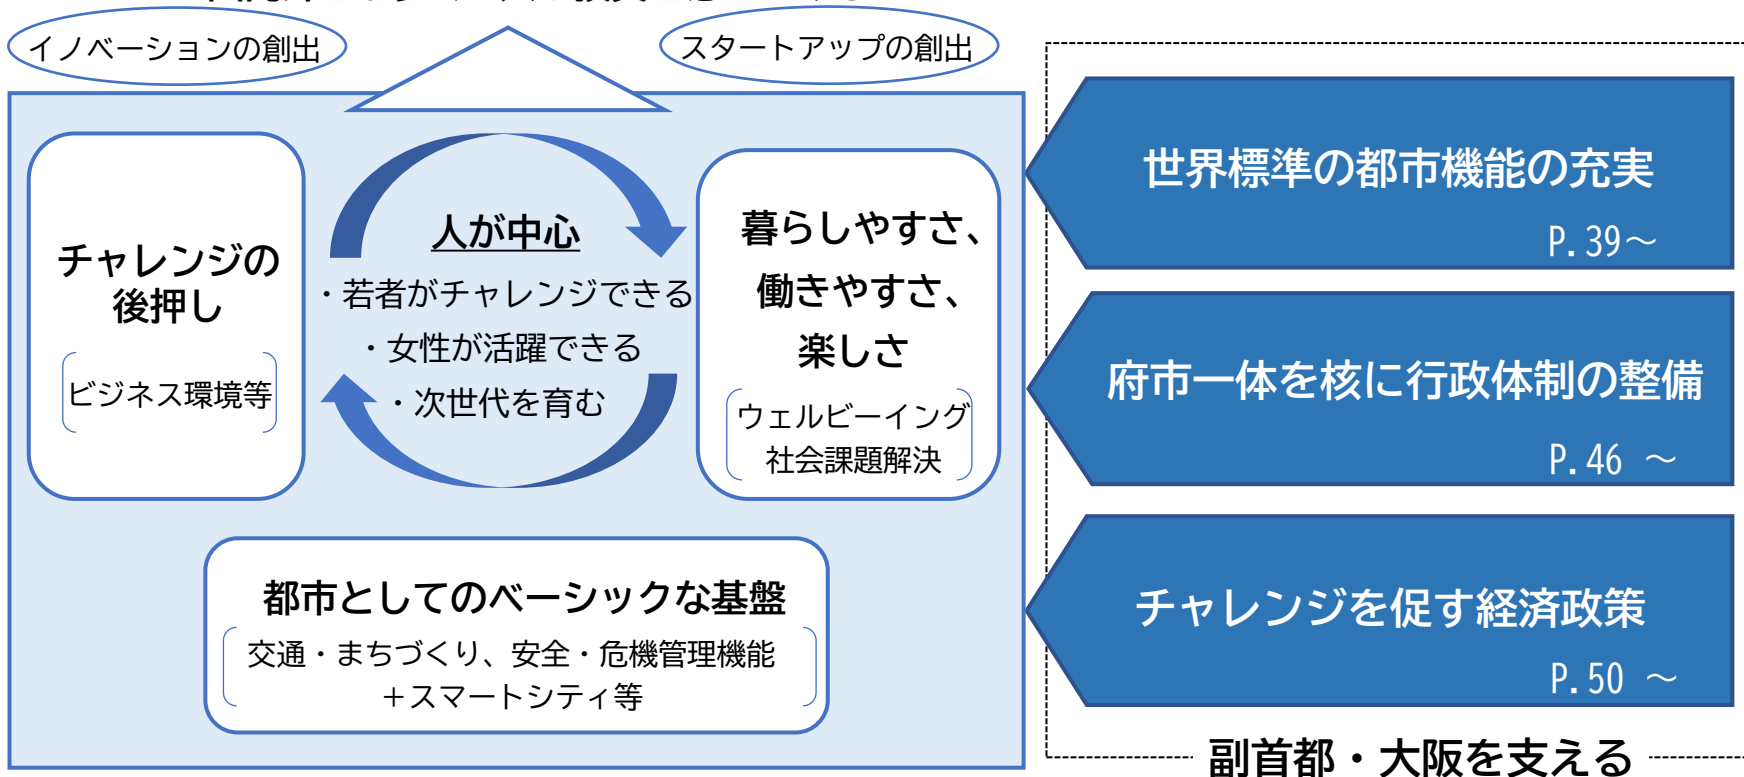 イノベーションの創出
スタートアップの創出
チャレンジの
後押し
ビジネス環境等
人が中心
・若者がチャレンジできる
・女性が活躍できる
・次世代を育む
暮らしやすさ、
働きやすさ、
楽しさ
ウェルビーイング
社会課題解決
都市としてのベーシックな基盤
交通・まちづくり、安全・危機管理機能
＋スマートシティ等
世界標準の都市機能の充実
P.39～
府市一体を核に行政体制の整備
P.46 ～
チャレンジを促す経済政策
P.50 ～
副首都・大阪を支える